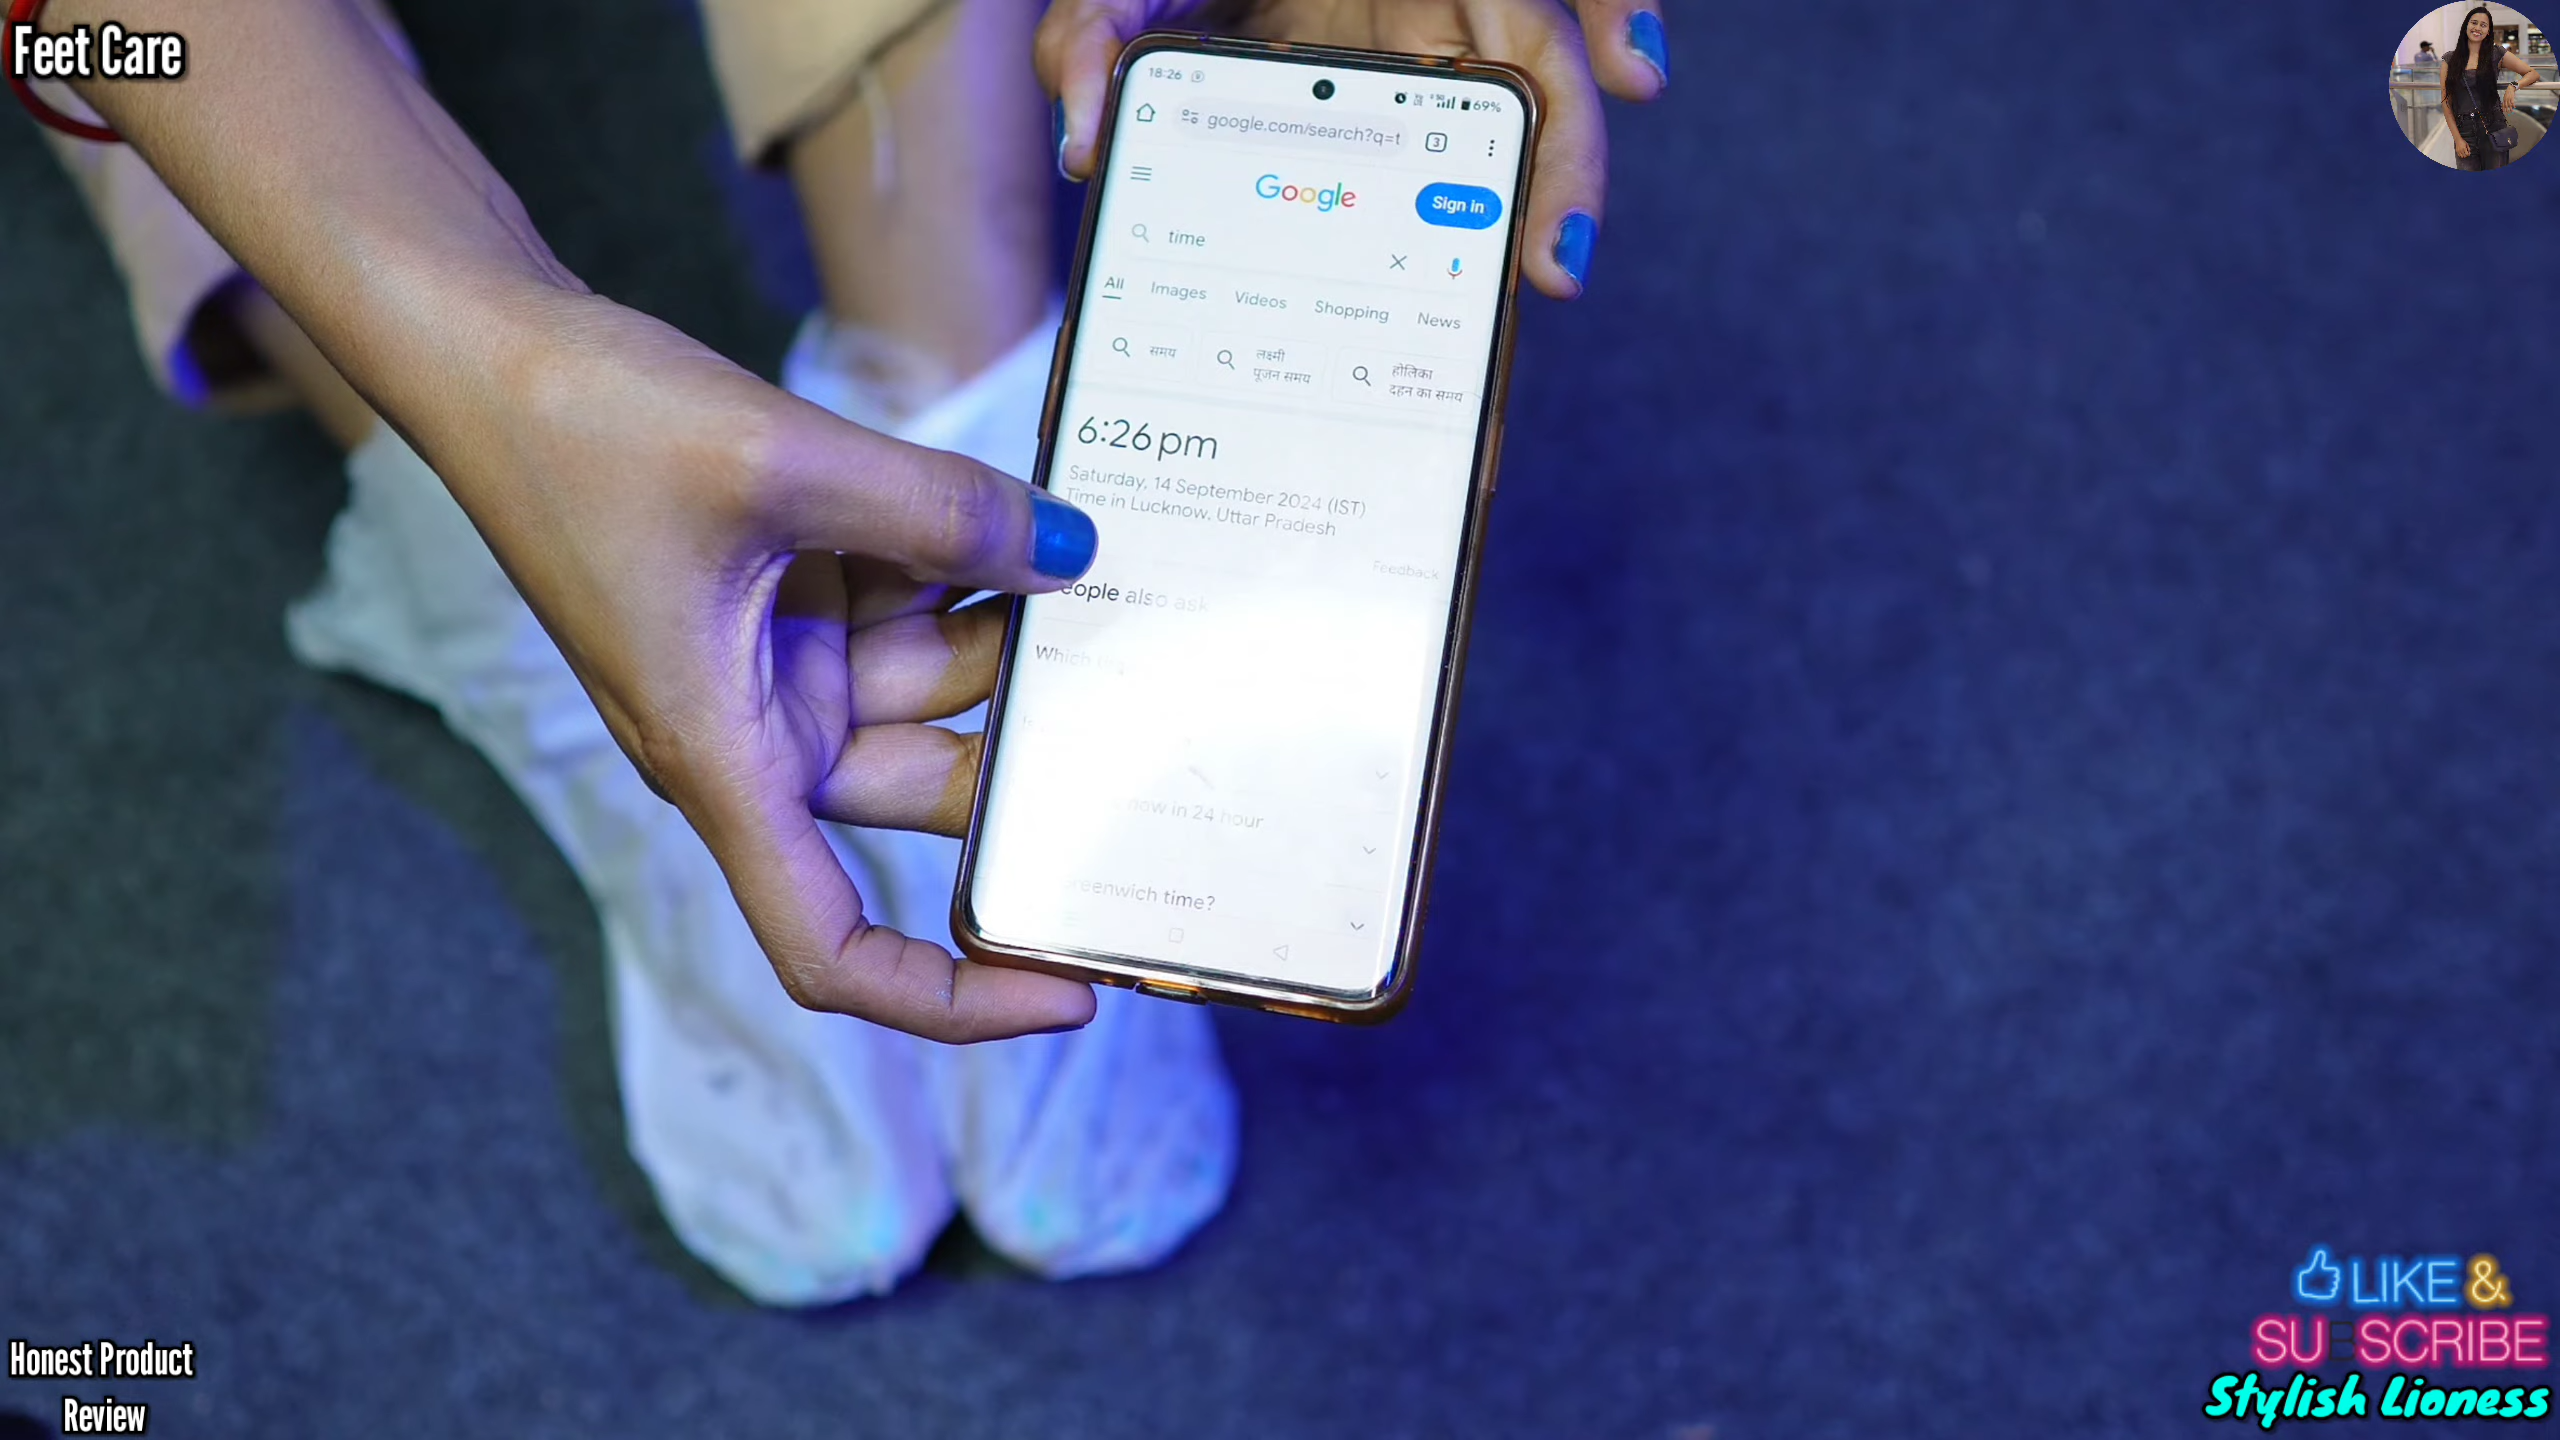 Feet Care
18:26
69%
google.com/search?q=t
3
Google
Sign in
time
All Images Videos Shopping News
समय
लक्ष्मी
पूजन समय
होलिका
दहन का समय
6:26 pm
Saturday, 14 September 2024 (IST)
Time in Lucknow, Uttar Pradesh
Feedback
eople also ask
Which
now in 24 hour
reenwich time?
Honest Product
Review
LIKE &
SUBSCRIBE
Stylish Lioness